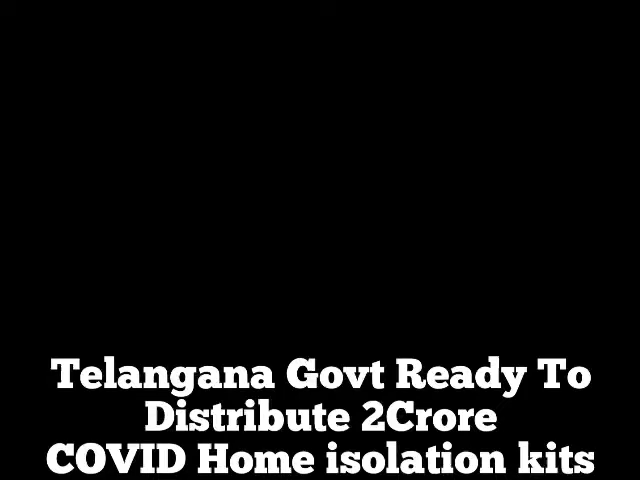 Telangana Govt Ready To
Distribute 2Crore
COVID Home isolation kits